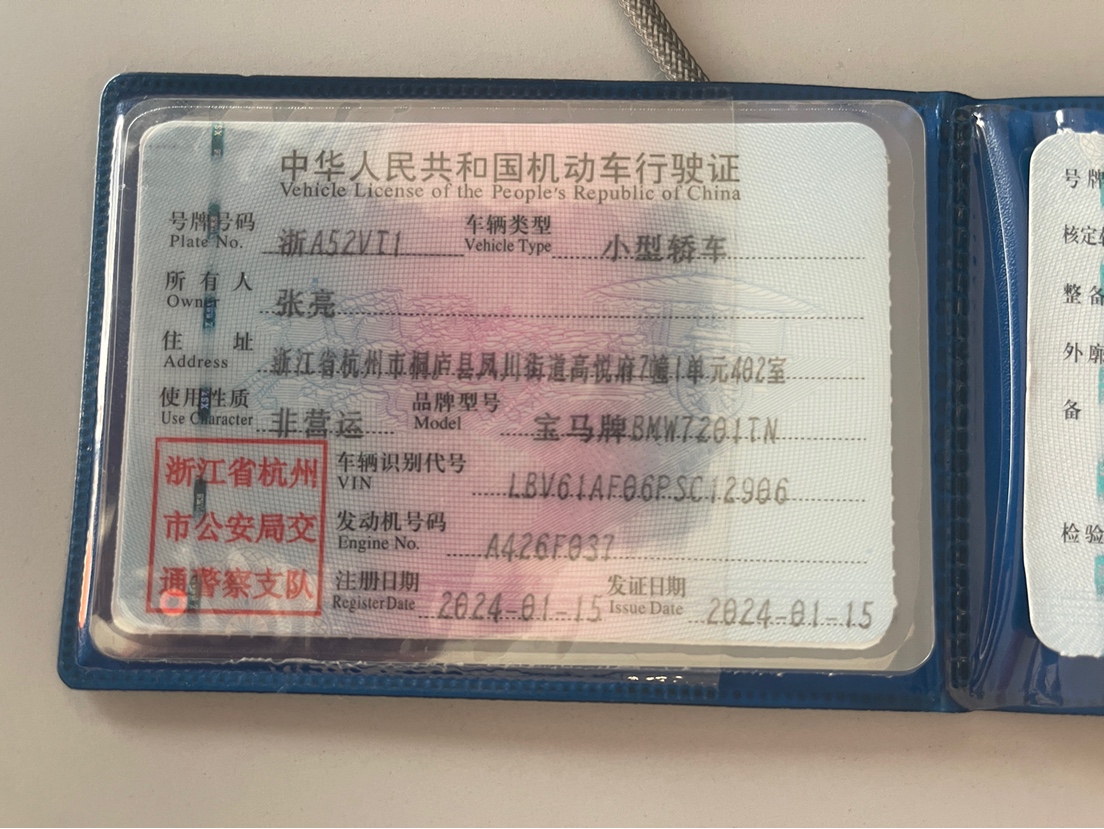 中华人民共和国机动车行驶证
Vehicle License of the People's Republic of China
号牌号码 浙A52VT1 车辆类型 小型轿车
Plate No. Vehicle Type
所有人 张亮
Owner
住址 浙江省杭州市桐庐县凤川街道高悦府7幢1单元402室
Address
使用性质 非营运 品牌型号 宝马牌BMW7201TN
Use Character Model
浙江省杭州
市公安局交
通警察支队
车辆识别代号 LBV61AF06PSC12906
VIN
发动机号码 A426F037
Engine No.
注册日期 2024-01-15 发证日期 2024-01-15
Register Date Issue Date
号牌
核定
整备
外廓
备
检验